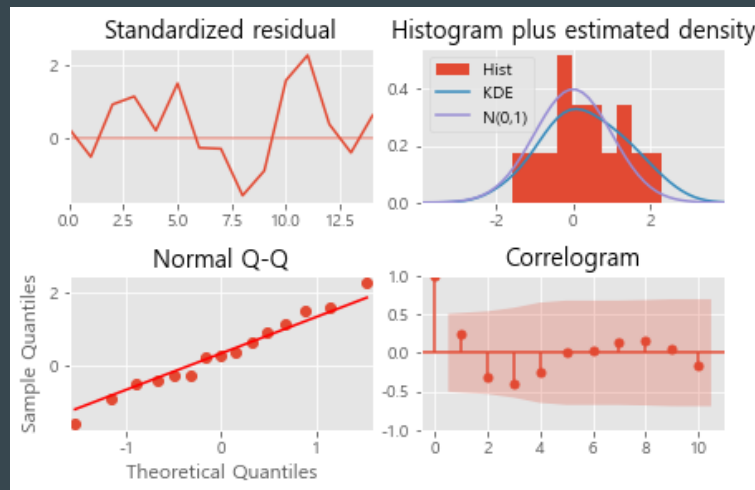 Standardized residual
2
0
0.0 2.5 5.0 7.5 10.0 12.5
Histogram plus estimated density
Hist
KDE
N(0,1)
0.4
0.2
0.0
-2 0 2
Normal Q-Q
Sample Quantiles
2
0
-1 0 1
Theoretical Quantiles
Correlogram
1.0
0.5
0.0
-0.5
-1.0
0 2 4 6 8 10